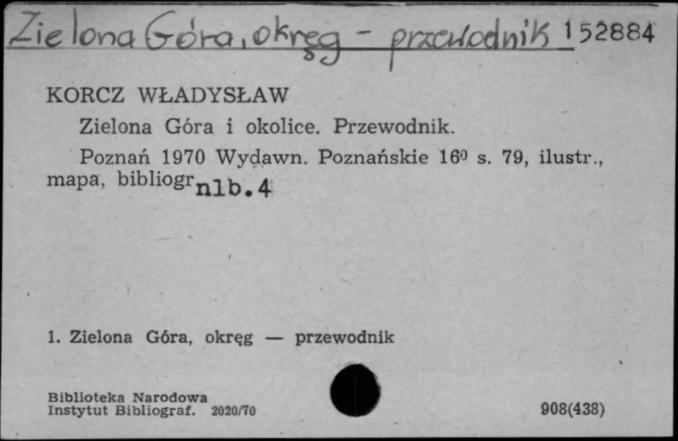 Zielona Góra, okręg - przewodnik 152884
KORCZ WŁADYSŁAW
Zielona Góra i okolice. Przewodnik.
Poznań 1970 Wydawn. Poznańskie 16⁰ s. 79, ilustr.,
mapa, bibliogr nlb. 4
1. Zielona Góra, okręg — przewodnik
Biblioteka Narodowa
Instytut Bibliograf. 2020/70
908(438)